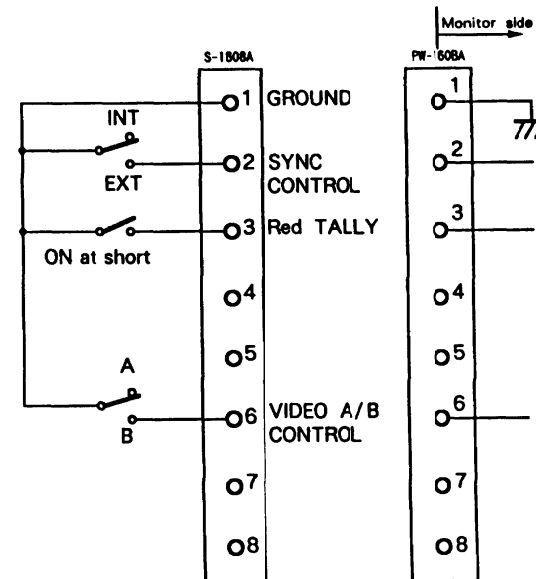 Monitor side
S-1608A
PW-160BA
1 GROUND
1
INT
2 SYNC
CONTROL
2
EXT
3 Red TALLY
3
ON at short
4
4
5
5
A
6 VIDEO A/B
CONTROL
6
B
7
7
8
8